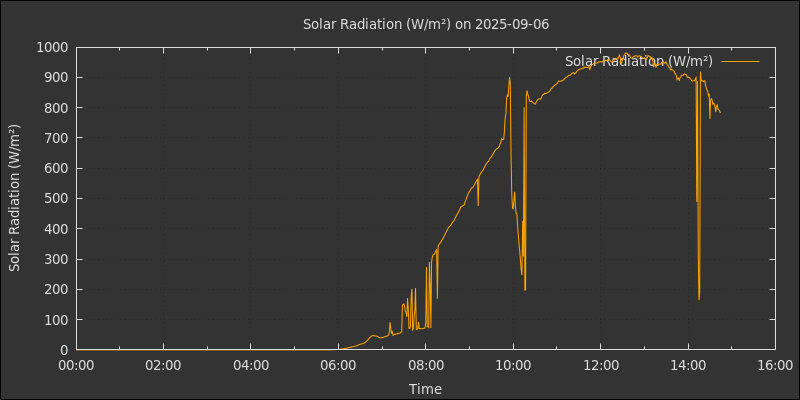 Solar Radiation (W/m²) on 2025-09-06
Solar Radiation (W/m²)
Solar Radiation (W/m²)
1000
900
800
700
600
500
400
300
200
100
0
00:00 02:00 04:00 06:00 08:00 10:00 12:00 14:00 16:00
Time